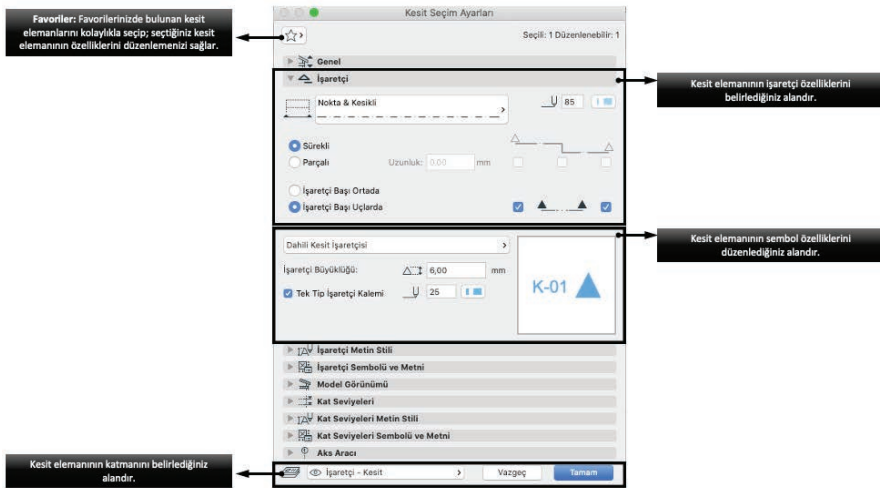 Kesit Seçim Ayarları
Favoriler: Favorilerinizde bulunan kesit
elemanlarını kolaylıkla seçip; seçtiğiniz kesit
elemanının özelliklerini düzenlemenizi sağlar.
Seçili: 1 Düzenlenebilir: 1
Genel
İşaretçi
Kesit elemanının işaretçi özelliklerini
belirlediğiniz alandır.
Nokta & Kesikli
85
Sürekli
Parçalı
Uzunluk: 0.00 mm
İşaretçi Başı Ortada
İşaretçi Başı Uçlarda
Kesit elemanının sembol özelliklerini
düzenlediğiniz alandır.
Dahili Kesit İşaretçisi
İşaretçi Büyüklüğü: 6,00 mm
Tek Tip İşaretçi Kalemi 25
K-01
İşaretçi Metin Stili
İşaretçi Sembolü ve Metni
Model Görünümü
Kat Seviyeleri
Kat Seviyeleri Metin Stili
Kat Seviyeleri Sembolü ve Metni
Aks Aracı
Kesit elemanının katmanını belirlediğiniz
alandır.
İşaretçi - Kesit
Vazgeç
Tamam